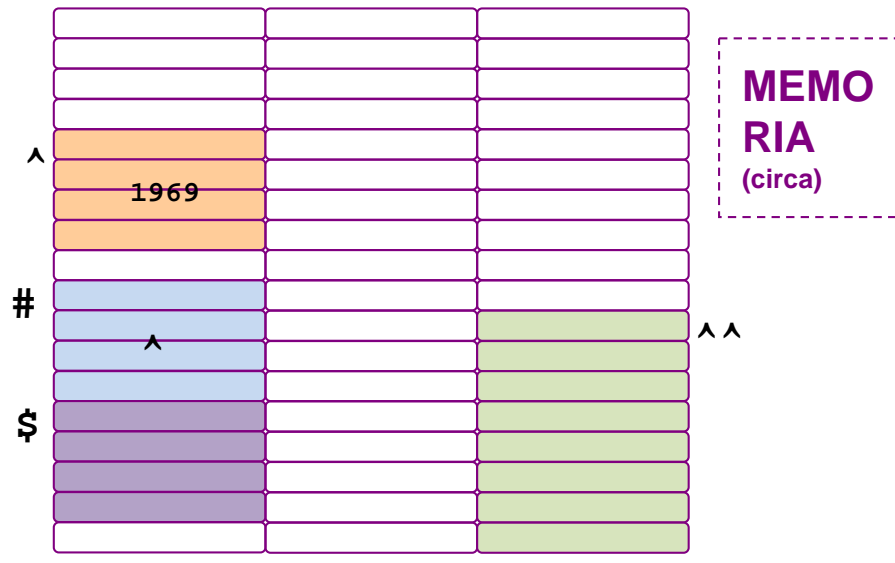 MEMO
RIA
(circa)
^
1969
#
^
^^
$